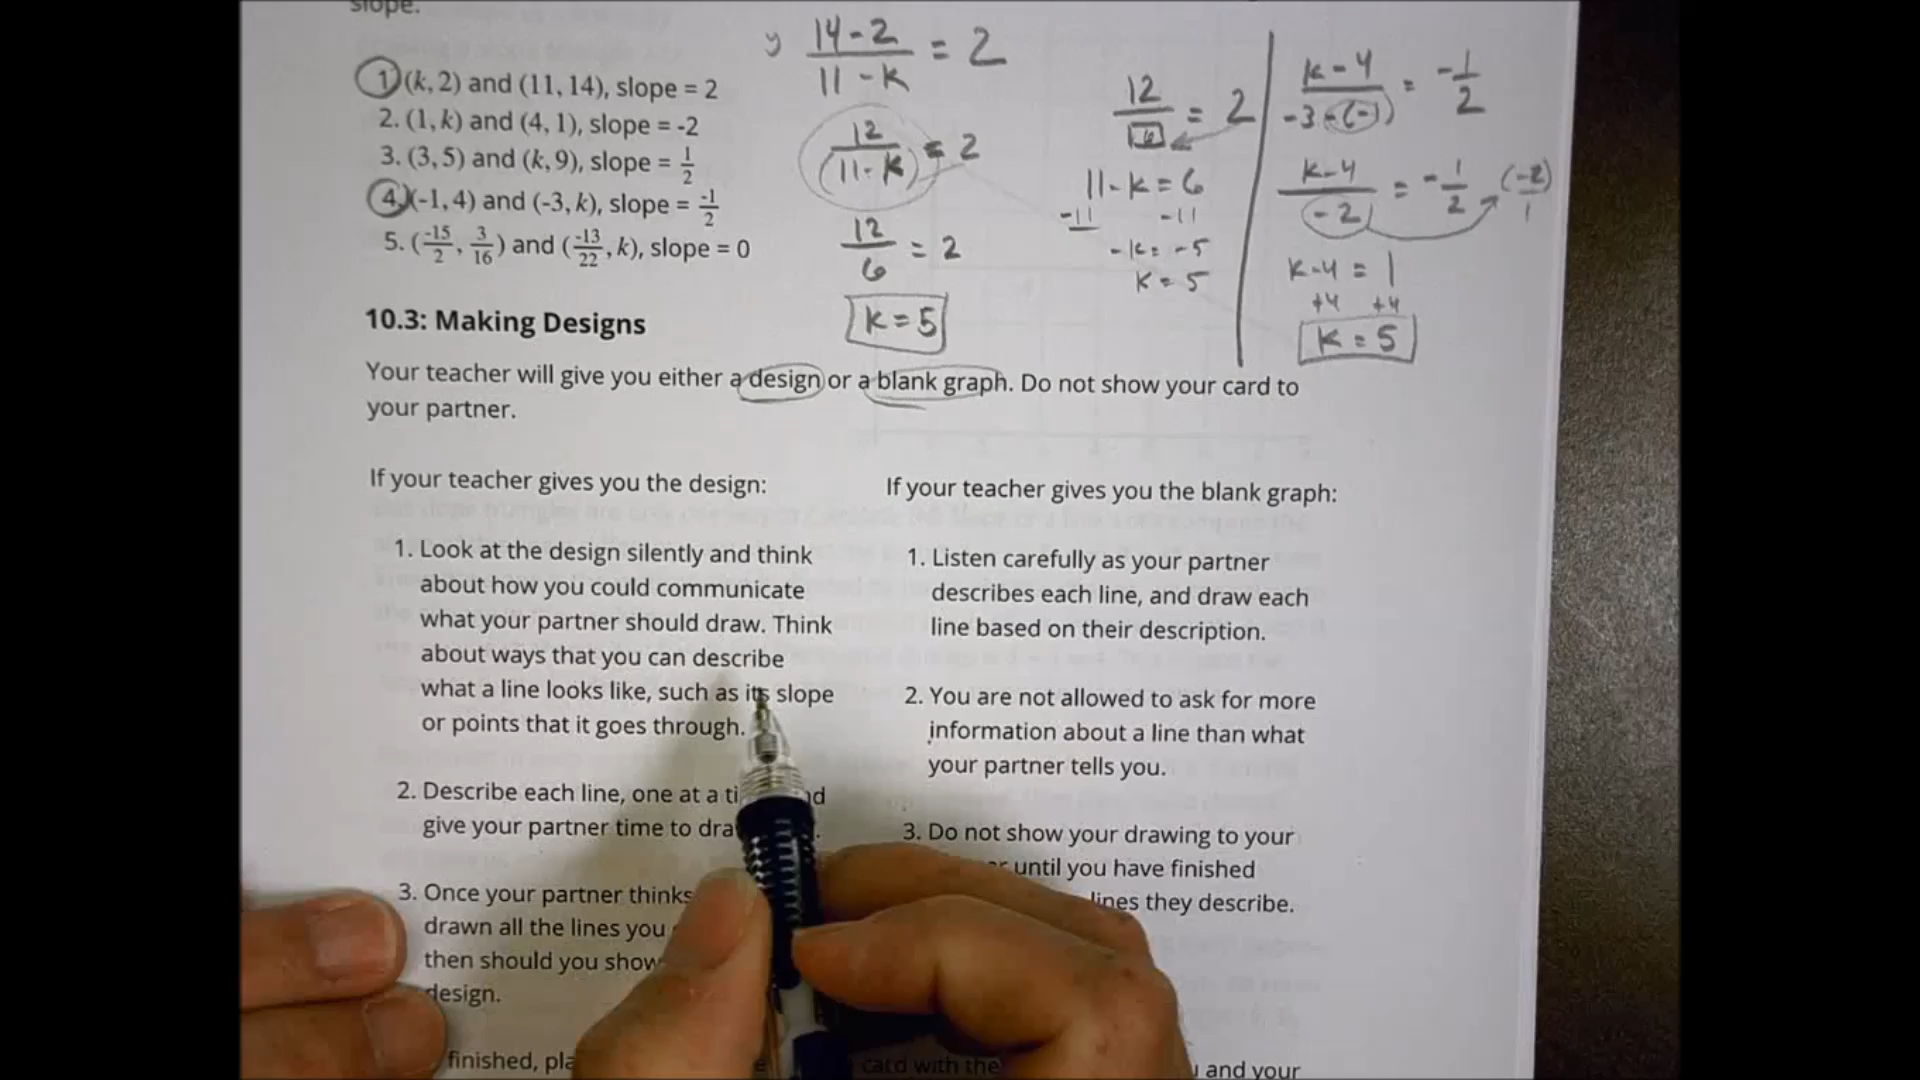 slope.
1. (k, 2) and (11, 14), slope = 2
2. (1, k) and (4, 1), slope = -2
3. (3, 5) and (k, 9), slope = 1/2
4. (-1, 4) and (-3, k), slope = -1/2
5. (-15/2, 3/16) and (-13/22, k), slope = 0
y (14-2)/(11-k) = 2
12/(11-k) = 2
12/6 = 2
k = 5
12/6 = 2
11-k = 6
-11 -11
-k = -5
k = 5
(k-4)/(-3-(-1)) = -1/2
(k-4)/-2 = -1/2 (-2)/1
k-4 = 1
+4 +4
k = 5
10.3: Making Designs
Your teacher will give you either a design or a blank graph. Do not show your card to
your partner.
If your teacher gives you the design:
1. Look at the design silently and think
about how you could communicate
what your partner should draw. Think
about ways that you can describe
what a line looks like, such as its slope
or points that it goes through.
2. Describe each line, one at a
give your partner time to
3. Once your partner thinks
drawn all the lines you
then should you show
design.
If your teacher gives you the blank graph:
1. Listen carefully as your partner
describes each line, and draw each
line based on their description.
2. You are not allowed to ask for more
information about a line than what
your partner tells you.
3. Do not show your drawing to your
until you have finished
lines they describe.
finished, card with the and your